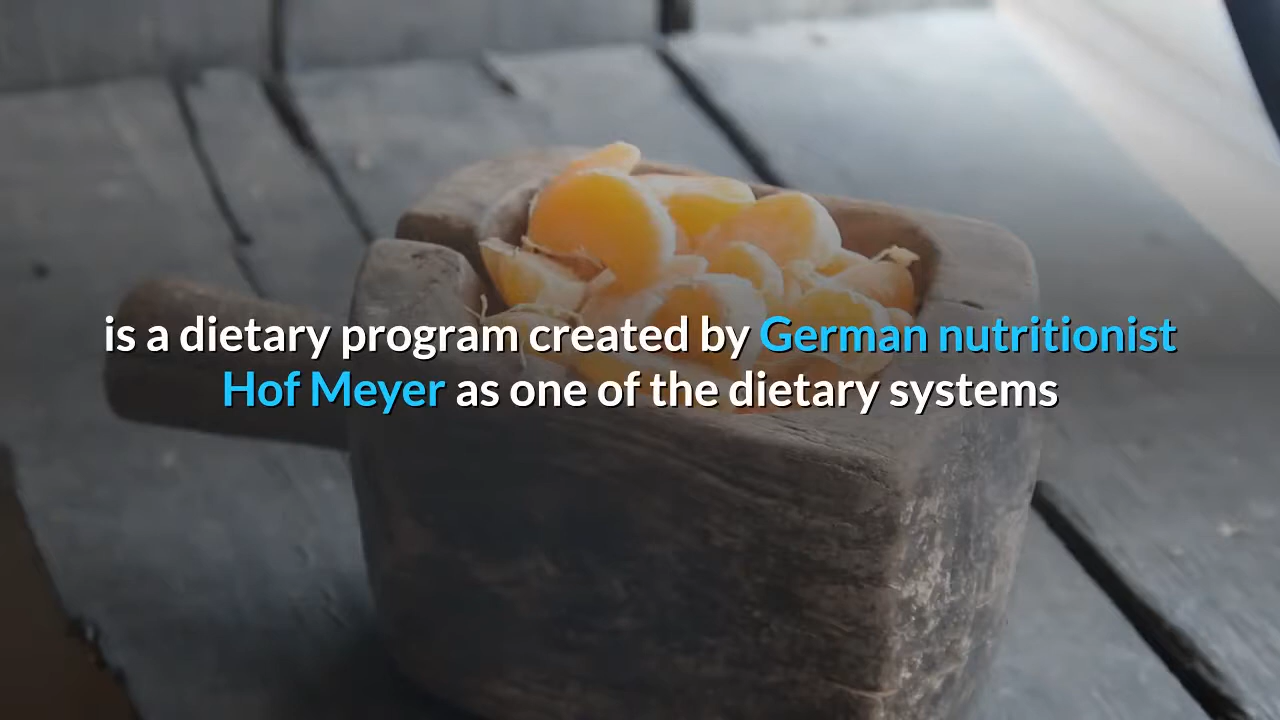 is a dietary program created by German nutritionist
Hof Meyer as one of the dietary systems